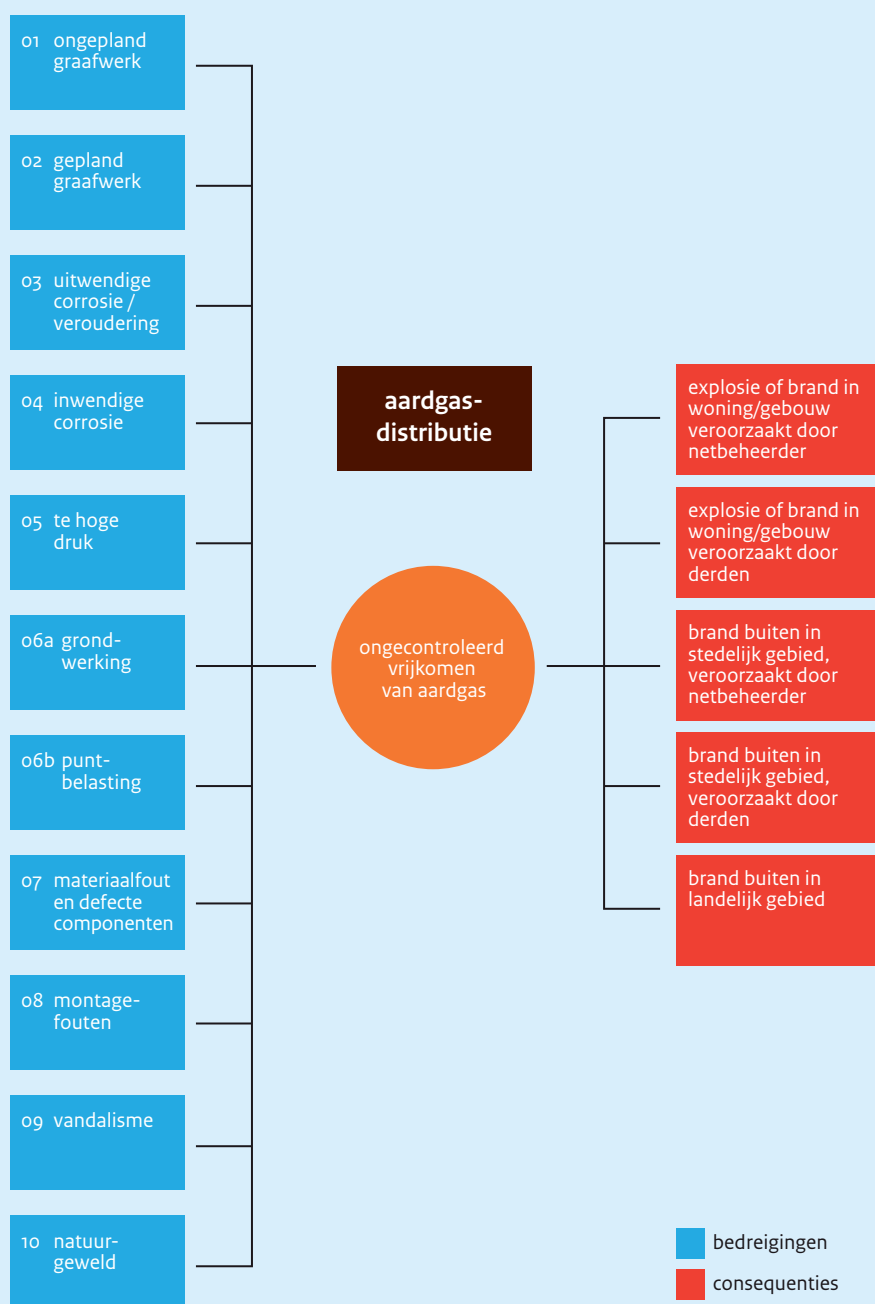 01 ongepland
graafwerk
02 gepland
graafwerk
03 uitwendige
corrosie /
veroudering
04 inwendige
corrosie
05 te hoge
druk
06a grond-
werking
06b punt-
belasting
07 materiaalfout
en defecte
componenten
08 montage-
fouten
09 vandalisme
10 natuur-
geweld
aardgas-
distributie
ongecontroleerd
vrijkomen
van aardgas
explosie of brand in
woning/gebouw
veroorzaakt door
netbeheerder
explosie of brand in
woning/gebouw
veroorzaakt door
derden
brand buiten in
stedelijk gebied,
veroorzaakt door
netbeheerder
brand buiten in
stedelijk gebied,
veroorzaakt door
derden
brand buiten in
landelijk gebied
bedreigingen
consequenties